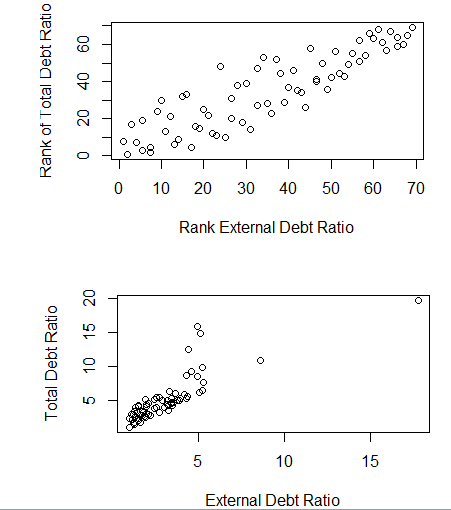 Rank of Total Debt Ratio
60
40
20
0
0 10 20 30 40 50 60 70
Rank External Debt Ratio
Total Debt Ratio
20
15
10
5
5 10 15
External Debt Ratio